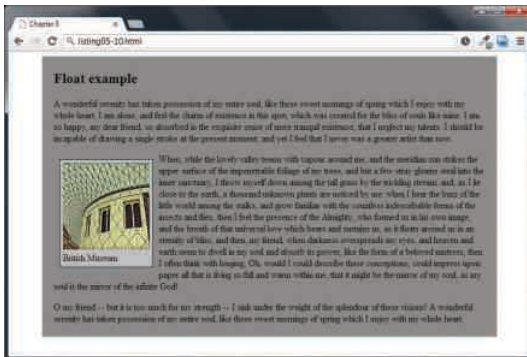 Chapter 5
listing05-10.html
Float example
A wonderful serenity has taken possession of my entire soul, like these sweet mornings of spring which I enjoy with my
whole heart. I am alone, and feel the charm of existence in this spot, which was created for the bliss of souls like mine. I am
so happy, my dear friend, so absorbed in the exquisite sense of mere tranquil existence, that I neglect my talents. I should be
incapable of drawing a single stroke at the present moment; and yet I feel that I never was a greater artist than now.
When, while the lovely valley teems with vapour around me, and the meridian sun strikes the
upper surface of the impenetrable foliage of my trees, and but a few stray gleams steal into the
inner sanctuary, I throw myself down among the tall grass by the trickling stream; and, as I lie
close to the earth, a thousand unknown plants are noticed by me: when I hear the buzz of the
little world among the stalks, and grow familiar with the countless indescribable forms of the
insects and flies, then I feel the presence of the Almighty, who formed us in his own image,
and the breath of that universal love which bears and sustains us, as it floats around us in an
eternity of bliss; and then, my friend, when darkness overspreads my eyes, and heaven and
earth seem to dwell in my soul and absorb its power, like the form of a beloved mistress, then
I often think with longing, Oh, would I could describe these conceptions, could impress upon
paper all that is living so full and warm within me, that it might be the mirror of my soul, as my
soul is the mirror of the infinite God!
British Museum
O my friend -- but it is too much for my strength -- I sink under the weight of the splendour of these visions! A wonderful
serenity has taken possession of my entire soul, like these sweet mornings of spring which I enjoy with my whole heart.